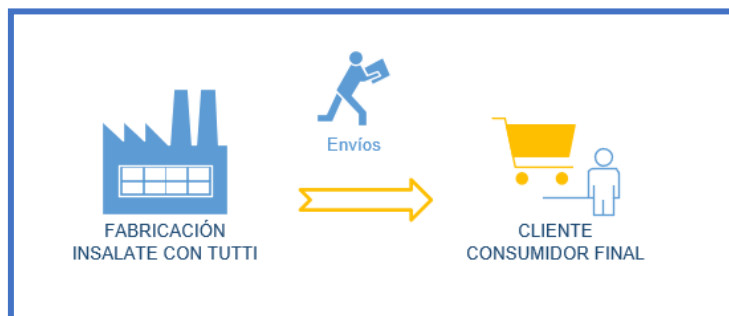 Envíos
FABRICACIÓN
INSALATE CON TUTTI
CLIENTE
CONSUMIDOR FINAL